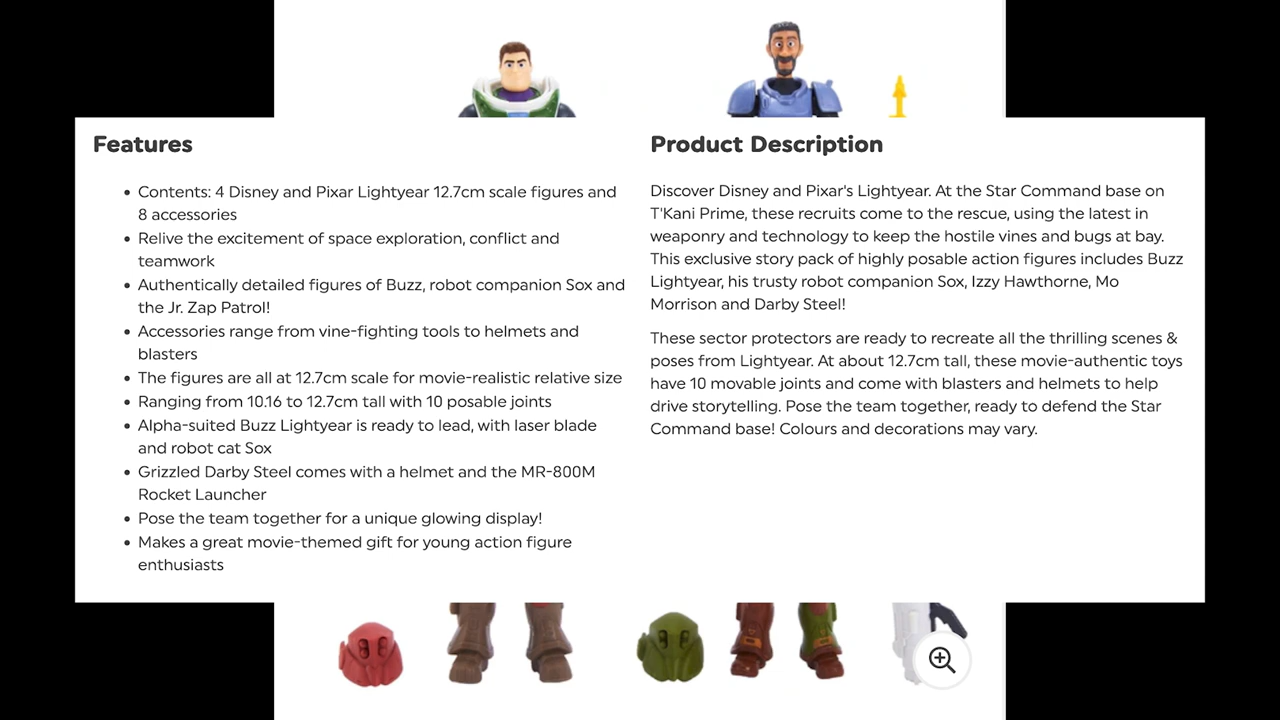 Features
Contents: 4 Disney and Pixar Lightyear 12.7cm scale figures and
8 accessories
Relive the excitement of space exploration, conflict and
teamwork
Authentically detailed figures of Buzz, robot companion Sox and
the Jr. Zap Patrol!
Accessories range from vine-fighting tools to helmets and
blasters
The figures are all at 12.7cm scale for movie-realistic relative size
Ranging from 10.16 to 12.7cm tall with 10 posable joints
Alpha-suited Buzz Lightyear is ready to lead, with laser blade
and robot cat Sox
Grizzled Darby Steel comes with a helmet and the MR-800M
Rocket Launcher
Pose the team together for a unique glowing display!
Makes a great movie-themed gift for young action figure
enthusiasts
Product Description
Discover Disney and Pixar's Lightyear. At the Star Command base on
T'Kani Prime, these recruits come to the rescue, using the latest in
weaponry and technology to keep the hostile vines and bugs at bay.
This exclusive story pack of highly posable action figures includes Buzz
Lightyear, his trusty robot companion Sox, Izzy Hawthorne, Mo
Morrison and Darby Steel!
These sector protectors are ready to recreate all the thrilling scenes &
poses from Lightyear. At about 12.7cm tall, these movie-authentic toys
have 10 movable joints and come with blasters and helmets to help
drive storytelling. Pose the team together, ready to defend the Star
Command base! Colours and decorations may vary.